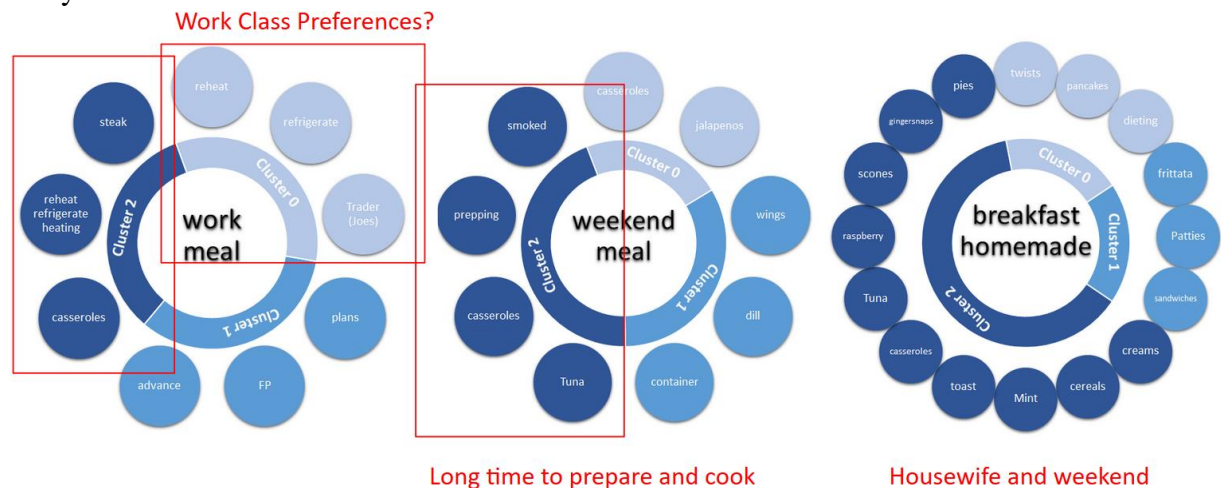 Work Class Preferences?
reheat
refrigerate
Trader
(Joes)
plans
FP
advance
casseroles
reheat
refrigerate
heating
steak
Cluster 0
Cluster 1
Cluster 2
work
meal
casseroles
jalapenos
wings
dill
container
Tuna
casseroles
prepping
smoked
Cluster 0
Cluster 1
Cluster 2
weekend
meal
Long time to prepare and cook
twists
pancakes
dieting
frittata
Patties
sandwiches
creams
cereals
Mint
toast
casseroles
Tuna
raspberry
scones
gingersnaps
pies
Cluster 0
Cluster 1
Cluster 2
breakfast
homemade
Housewife and weekend